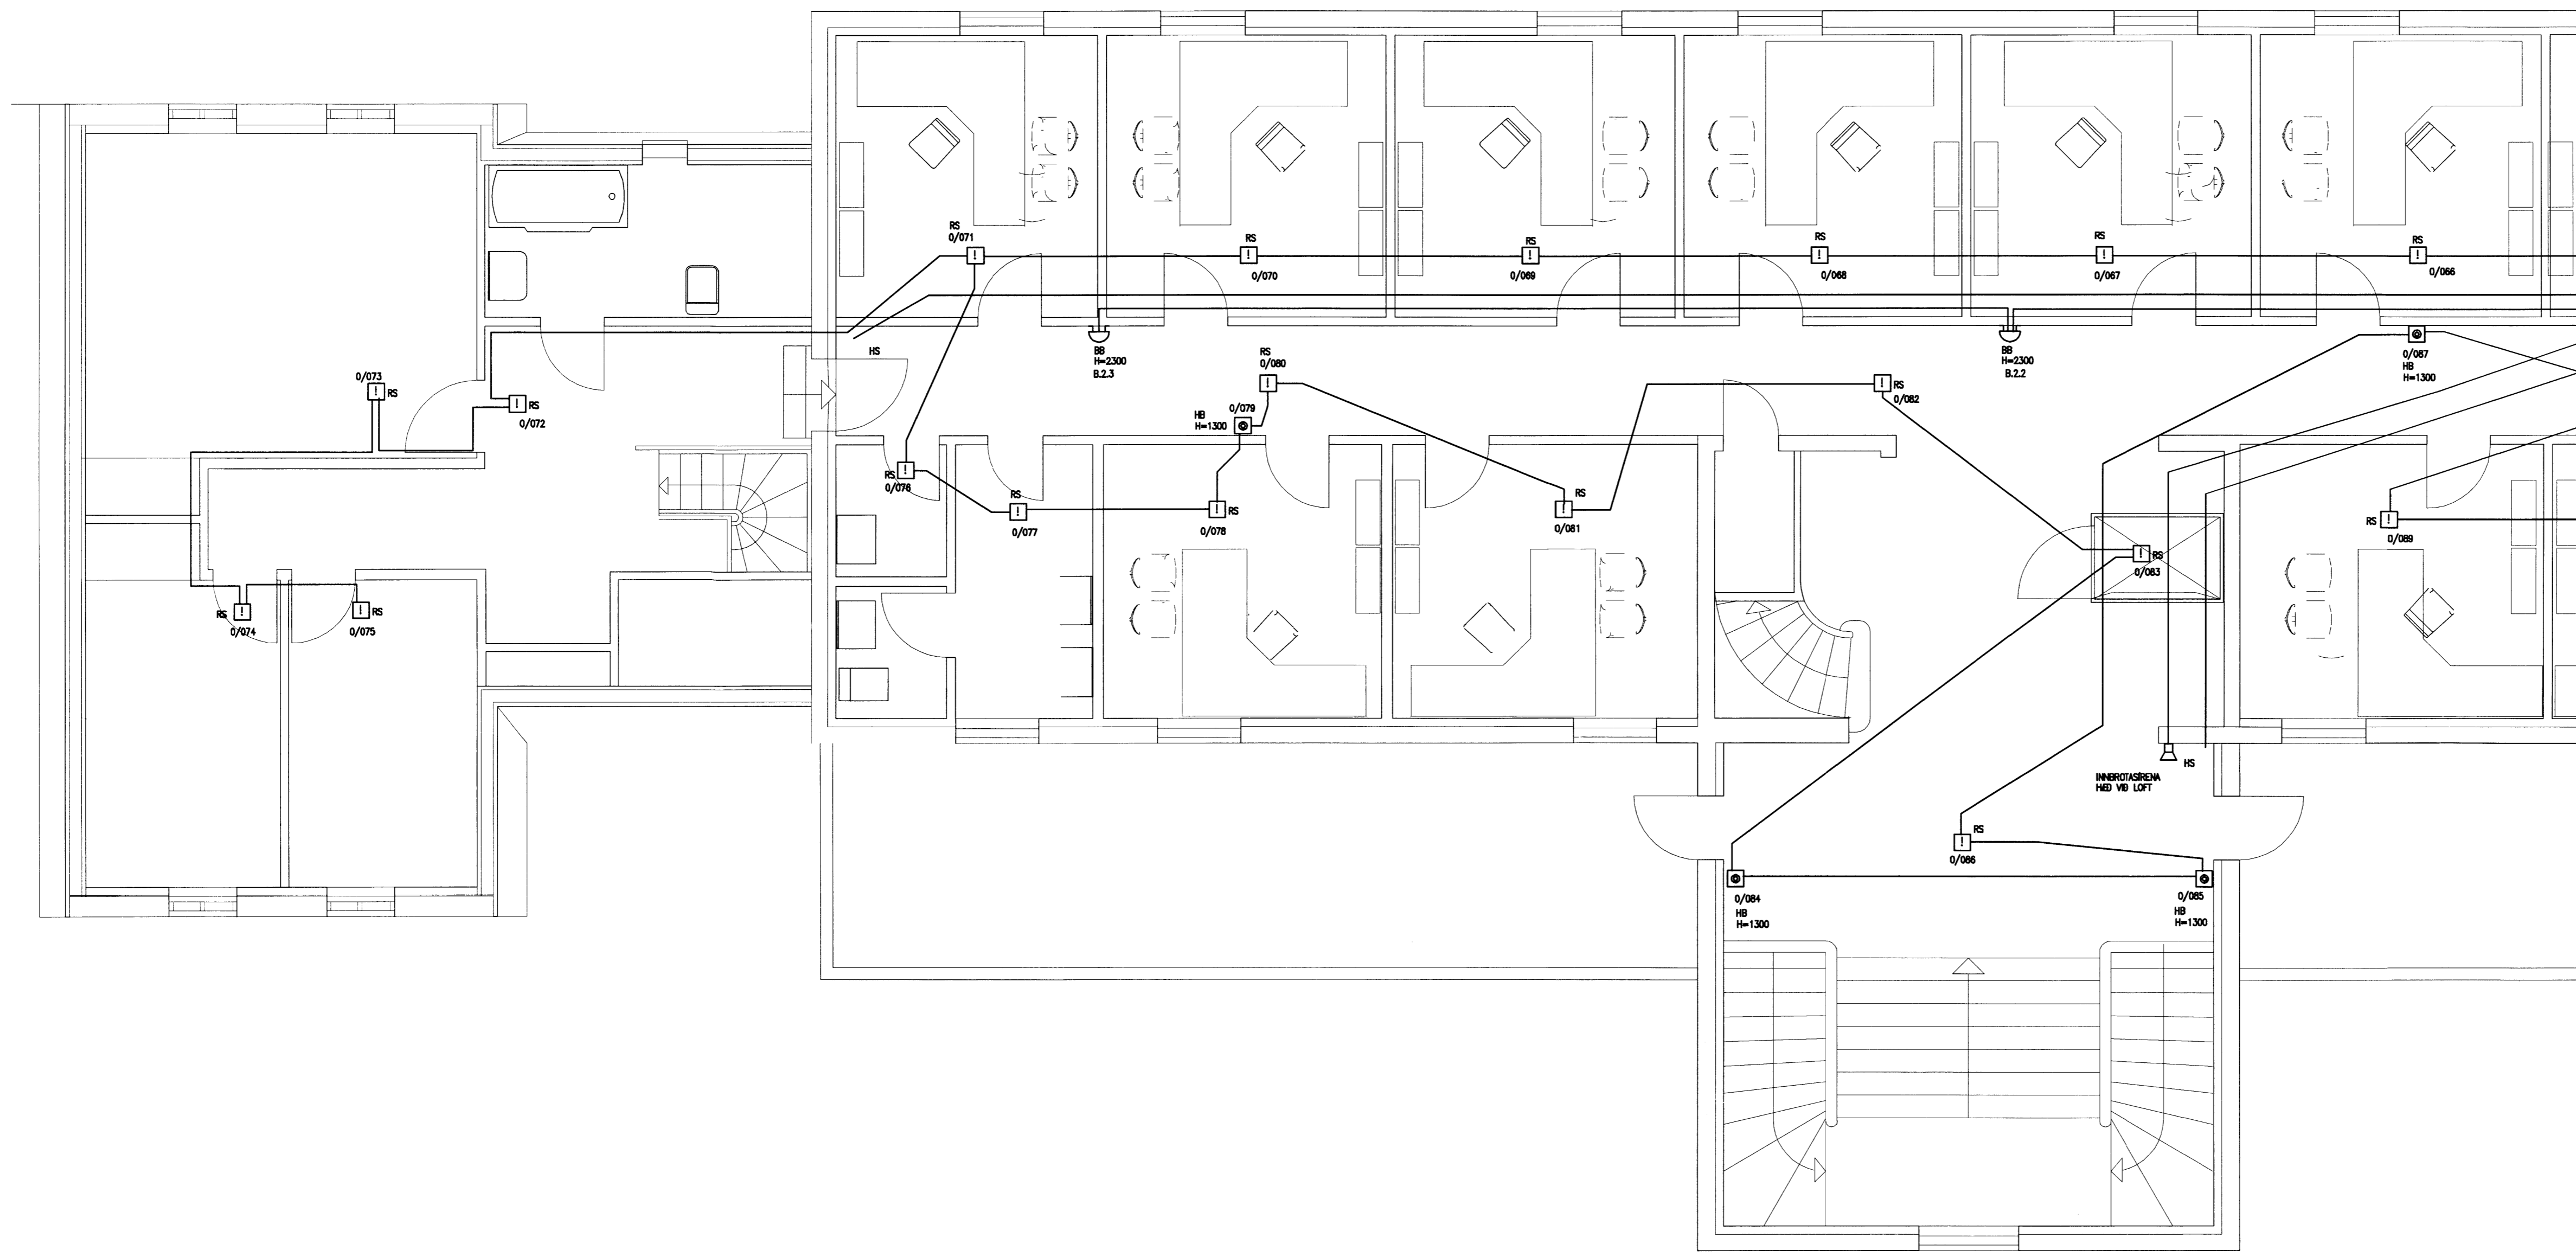 RS
0/071
RS
0/070
RS
0/069
RS
0/068
RS
0/067
RS
0/066
HS
BB
H=2300
B.2.3
BB
H=2300
B.2.2
0/087
HB
H=1300
0/073
RS
RS
0/072
RS
0/080
HB
H=1300
0/079
RS
0/082
RS
0/076
RS
0/077
RS
0/078
RS
0/081
RS
0/083
RS
0/089
RS
0/074
RS
0/075
HS
INNBROTASÍRENA
HÆÐ VIÐ LOFT
RS
0/086
0/084
HB
H=1300
0/085
HB
H=1300